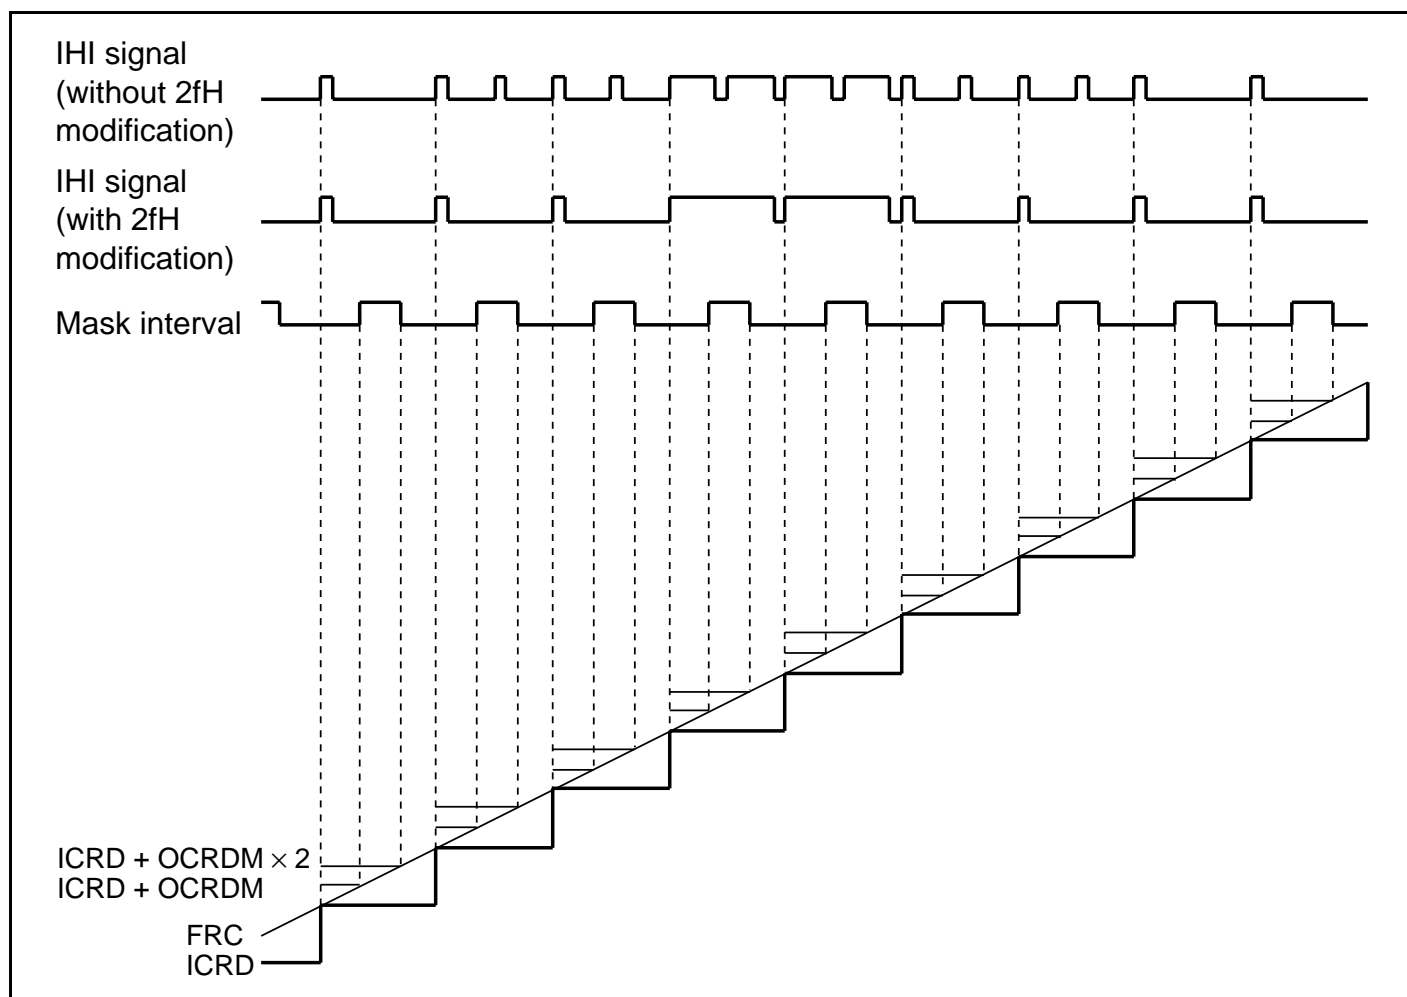 IHI signal
(without 2fH
modification)
IHI signal
(with 2fH
modification)
Mask interval
ICRD + OCRDM × 2
ICRD + OCRDM
FRC
ICRD